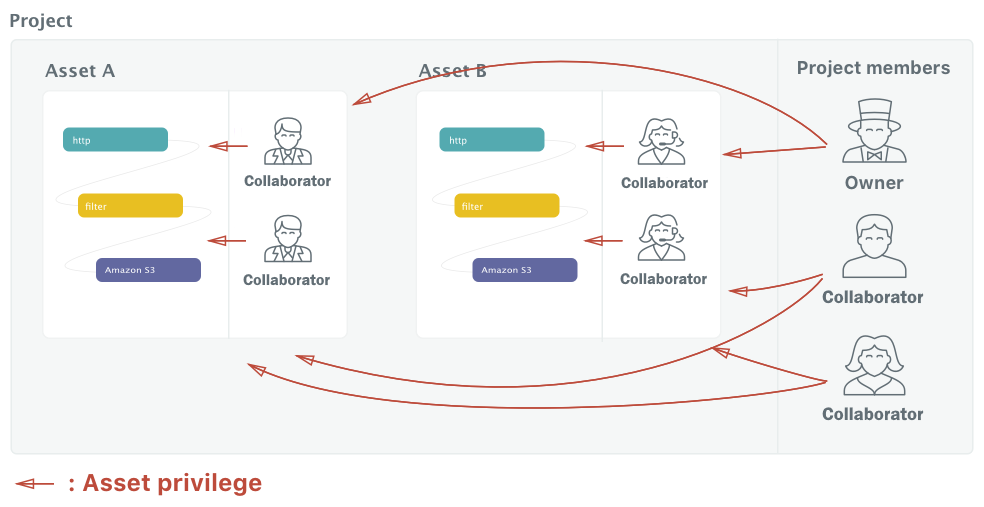 Project
Asset A
http
filter
Amazon S3
Collaborator
Collaborator
Asset B
http
filter
Amazon S3
Collaborator
Collaborator
Project members
Owner
Collaborator
Collaborator
: Asset privilege